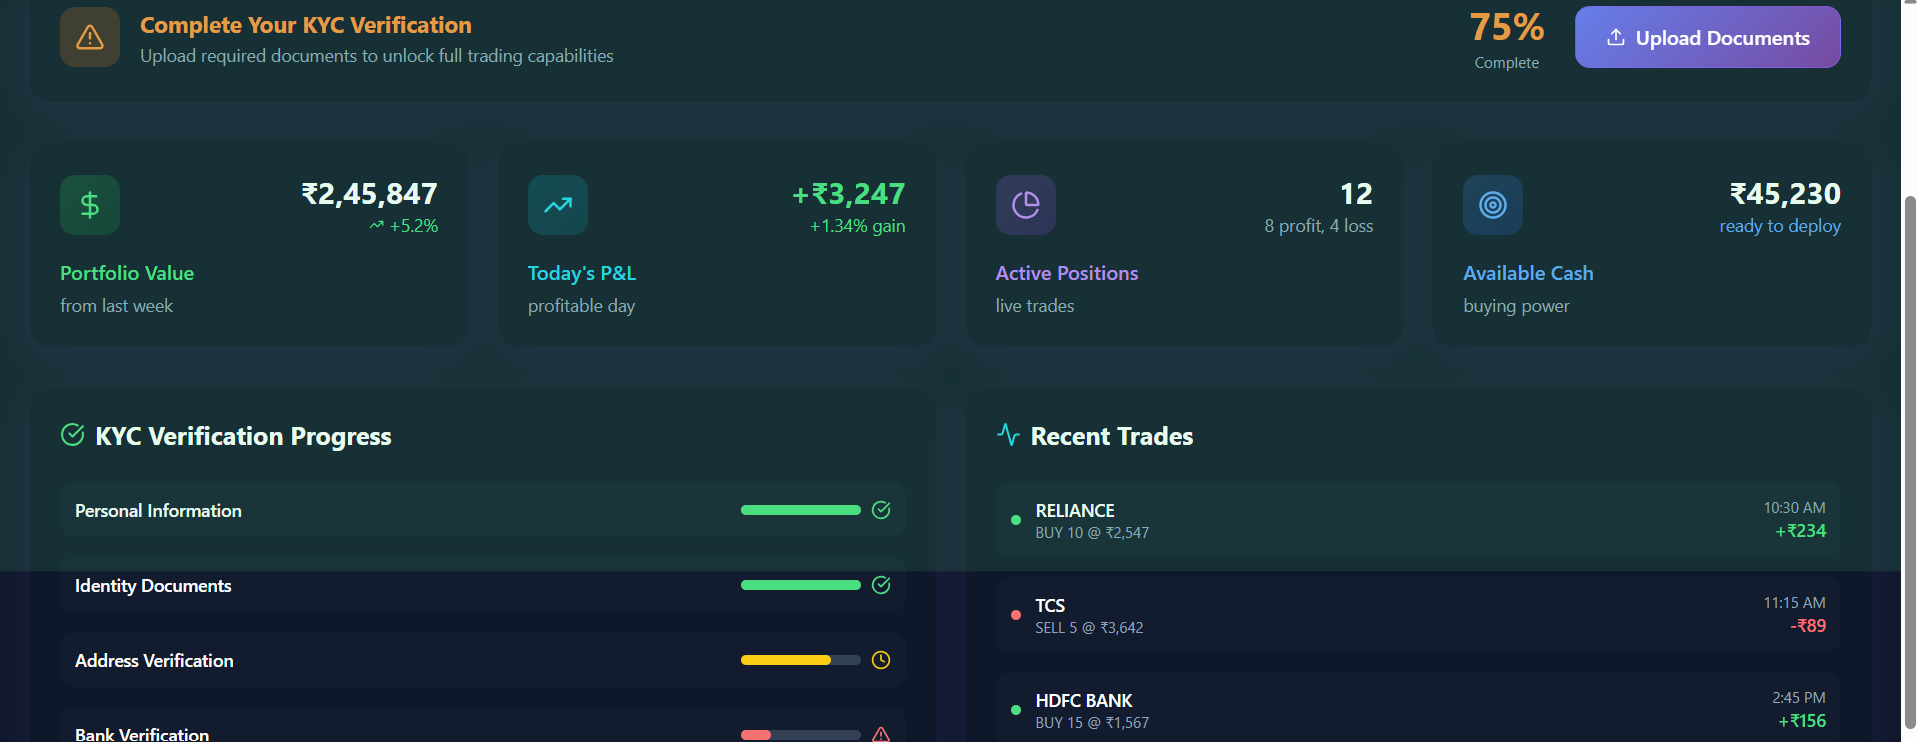 Complete Your KYC Verification
Upload required documents to unlock full trading capabilities
75%
Complete
Upload Documents
₹2,45,847
+5.2%
Portfolio Value
from last week
+₹3,247
+1.34% gain
Today's P&L
profitable day
12
8 profit, 4 loss
Active Positions
live trades
₹45,230
ready to deploy
Available Cash
buying power
KYC Verification Progress
Personal Information
Identity Documents
Address Verification
Bank Verification
Recent Trades
RELIANCE
BUY 10 @ ₹2,547
10:30 AM
+₹234
TCS
SELL 5 @ ₹3,642
11:15 AM
-₹89
HDFC BANK
BUY 15 @ ₹1,567
2:45 PM
+₹156